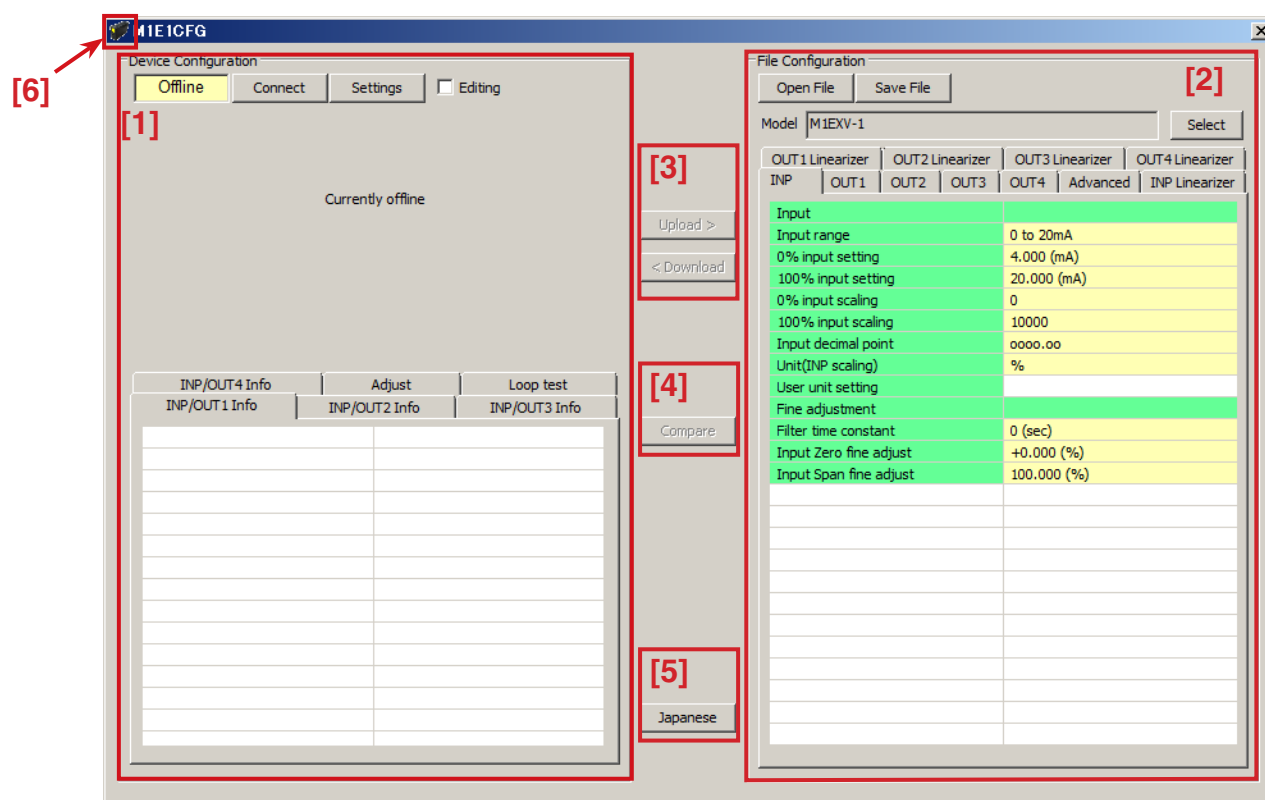 M1E1CFG
[6]
Device Configuration
Offline
Connect
Settings
Editing
[1]
Currently offline
INP/OUT4 Info
Adjust
Loop test
INP/OUT1 Info
INP/OUT2 Info
INP/OUT3 Info
[3]
Upload >
< Download
[4]
Compare
[5]
Japanese
File Configuration
Open File
Save File
[2]
Model M1EXV-1
Select
OUT1 Linearizer
OUT2 Linearizer
OUT3 Linearizer
OUT4 Linearizer
INP
OUT1
OUT2
OUT3
OUT4
Advanced
INP Linearizer
Input
Input range 0 to 20mA
0% input setting 4.000 (mA)
100% input setting 20.000 (mA)
0% input scaling 0
100% input scaling 10000
Input decimal point oooo.oo
Unit(INP scaling) %
User unit setting
Fine adjustment
Filter time constant 0 (sec)
Input Zero fine adjust +0.000 (%)
Input Span fine adjust 100.000 (%)